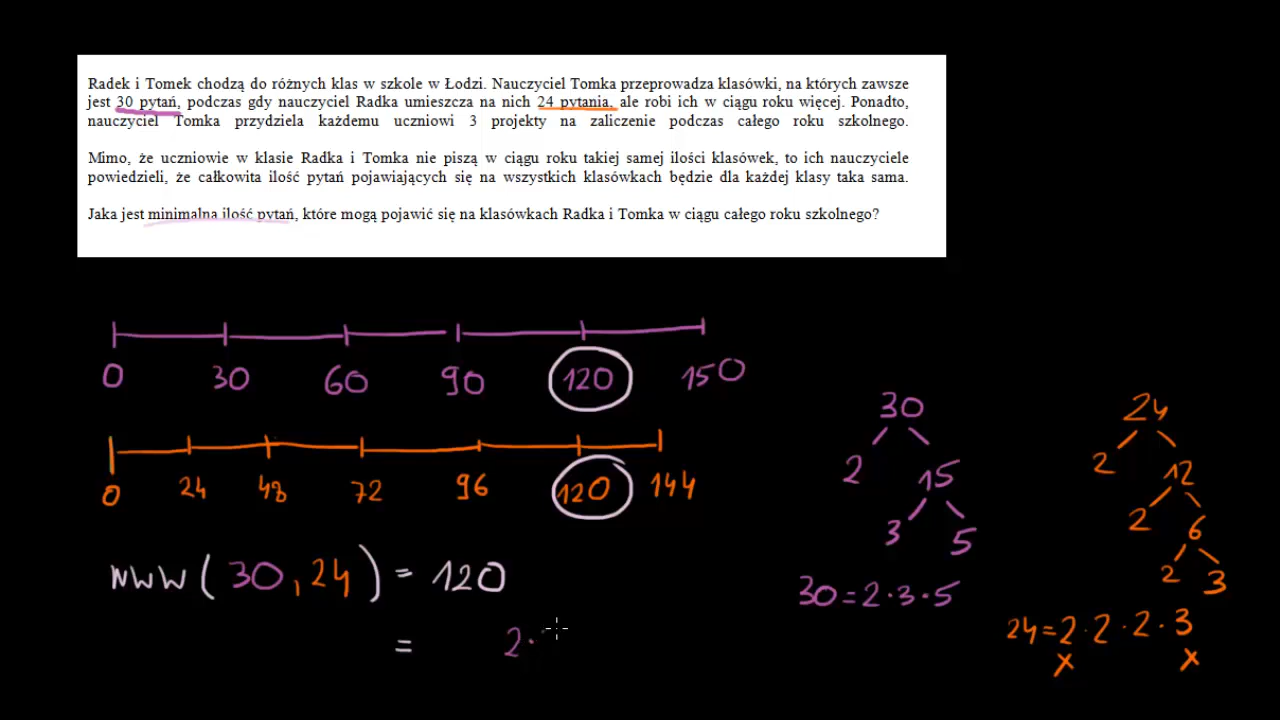 Radek i Tomek chodzą do różnych klas w szkole w Łodzi. Nauczyciel Tomka przeprowadza klasówki, na których zawsze
jest 30 pytań, podczas gdy nauczyciel Radka umieszcza na nich 24 pytania, ale robi ich w ciągu roku więcej. Ponadto,
nauczyciel Tomka przydziela każdemu uczniowi 3 projekty na zaliczenie podczas całego roku szkolnego.
Mimo, że uczniowie w klasie Radka i Tomka nie piszą w ciągu roku takiej samej ilości klasówek, to ich nauczyciele
powiedzieli, że całkowita ilość pytań pojawiających się na wszystkich klasówkach będzie dla każdej klasy taka sama.
Jaka jest minimalna ilość pytań, które mogą pojawić się na klasówkach Radka i Tomka w ciągu całego roku szkolnego?
0 30 60 90 120 150
0 24 48 72 96 120 144
NWW(30,24) = 120
= 2·
30
2 15
3 5
30=2·3·5
24
2 12
2 6
2 3
24=2·2·2·3
x x